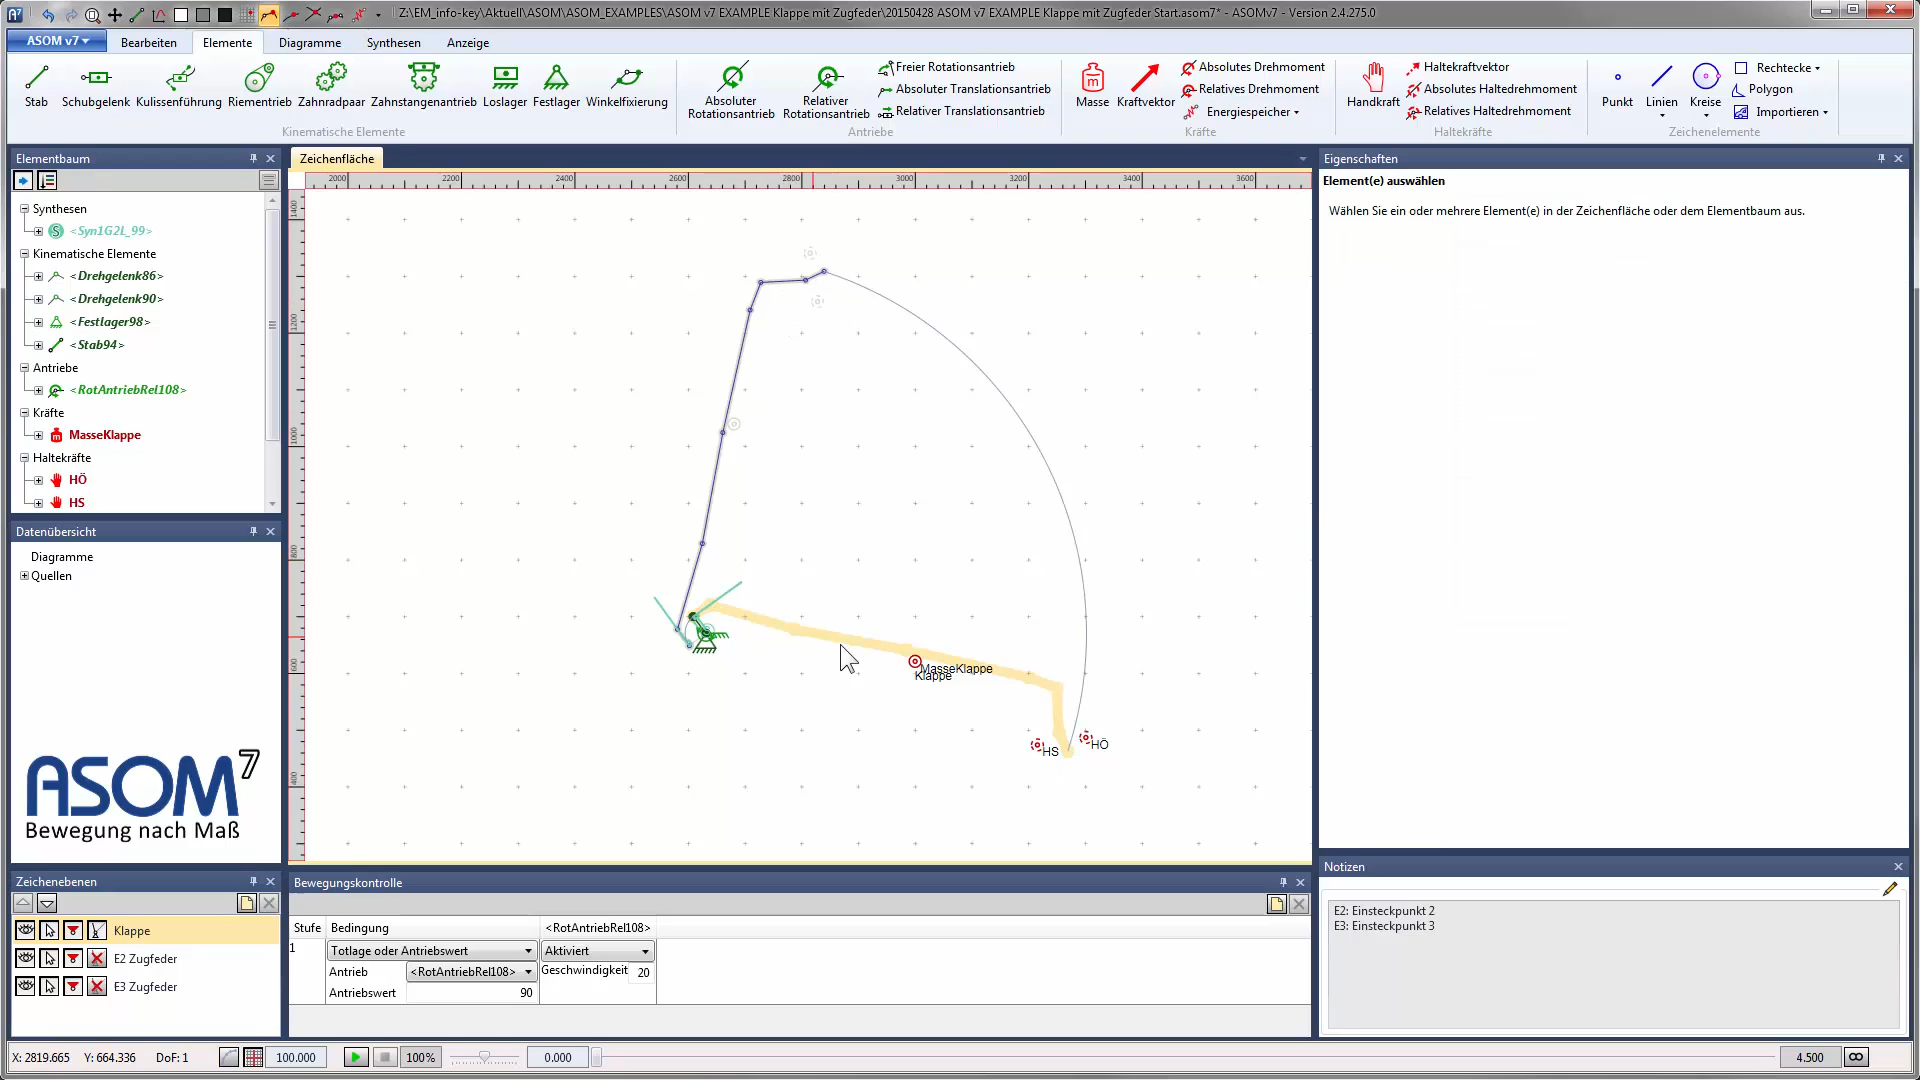 Z:\EM_info-key\Aktuell\ASOM\ASOM_EXAMPLES\ASOM v7 EXAMPLE Klappe mit Zugfeder\20150428 ASOM v7 EXAMPLE Klappe mit Zugfeder Start.asom7* - ASOMv7 - Version 2.4.275.0
ASOM v7
Bearbeiten
Elemente
Diagramme
Synthesen
Anzeige
Stab
Schubgelenk
Kulissenführung
Riementrieb
Zahnradpaar
Zahnstangenantrieb
Loslager
Festlager
Winkelfixierung
Kinematische Elemente
Absoluter Rotationsantrieb
Relativer Rotationsantrieb
Freier Rotationsantrieb
Absoluter Translationsantrieb
Relativer Translationsantrieb
Antriebe
Masse
Kraftvektor
Absolutes Drehmoment
Relatives Drehmoment
Energiespeicher
Kräfte
Handkraft
Haltekraftvektor
Absolutes Haltedrehmoment
Relatives Haltedrehmoment
Haltekräfte
Punkt
Linien
Kreise
Rechtecke
Polygon
Importieren
Zeichenelemente
Elementbaum
Synthesen
<Syn1G2L_99>
Kinematische Elemente
<Drehgelenk86>
<Drehgelenk90>
<Festlager98>
<Stab94>
Antriebe
<RotAntriebRel108>
Kräfte
MasseKlappe
Haltekräfte
HÖ
HS
Datenübersicht
Diagramme
Quellen
ASOM7
Bewegung nach Maß
Zeichenebenen
Klappe
E2 Zugfeder
E3 Zugfeder
Zeichenfläche
2000 2200 2400 2600 2800 3000 3200 3400 3600
1400
1200
1000
800
600
400
MasseKlappe
Klappe
HS
HÖ
Bewegungskontrolle
Stufe Bedingung <RotAntriebRel108>
1 Totlage oder Antriebswert Aktiviert
Antrieb <RotAntriebRel108> Geschwindigkeit 20
Antriebswert 90
Eigenschaften
Element(e) auswählen
Wählen Sie ein oder mehrere Element(e) in der Zeichenfläche oder dem Elementbaum aus.
Notizen
E2: Einsteckpunkt 2
E3: Einsteckpunkt 3
X: 2819.665 Y: 664.336 DoF: 1 100.000 100% 0.000 4.500